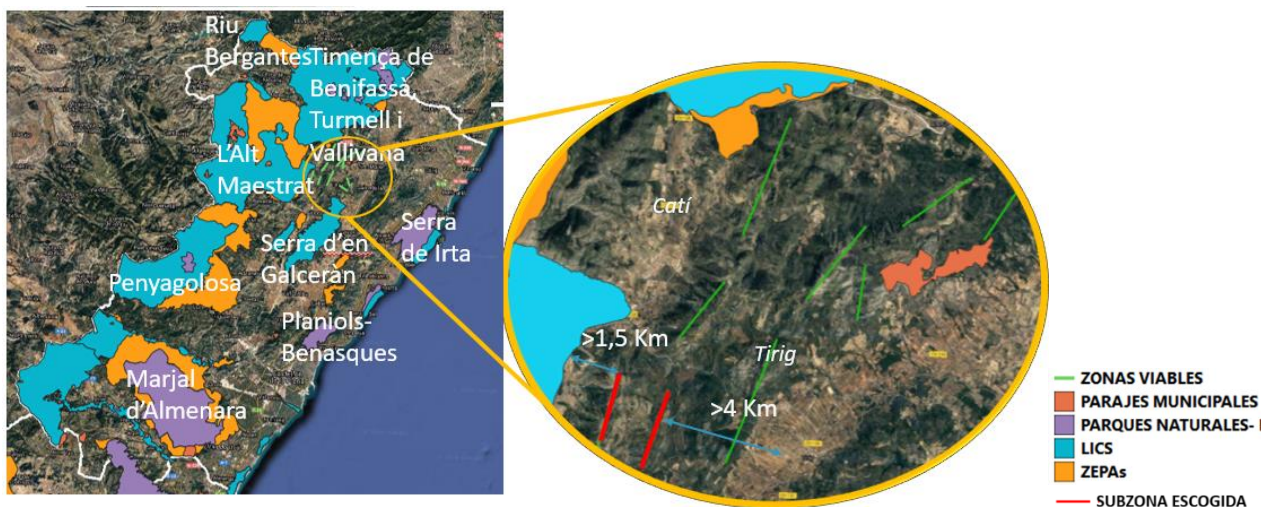 Riu
Bergantes
Timença de
Benifassà,
Turmell i
Vallivana
L'Alt
Maestrat
Serra d'en
Galceràn
Serra
de Irta
Penyagolosa
Planiols-
Benasques
Marjal
d'Almenara
Catí
Tirig
>1,5 Km
>4 Km
ZONAS VIABLES
PARAJES MUNICIPALES
PARQUES NATURALES-
LICS
ZEPAs
SUBZONA ESCOGIDA